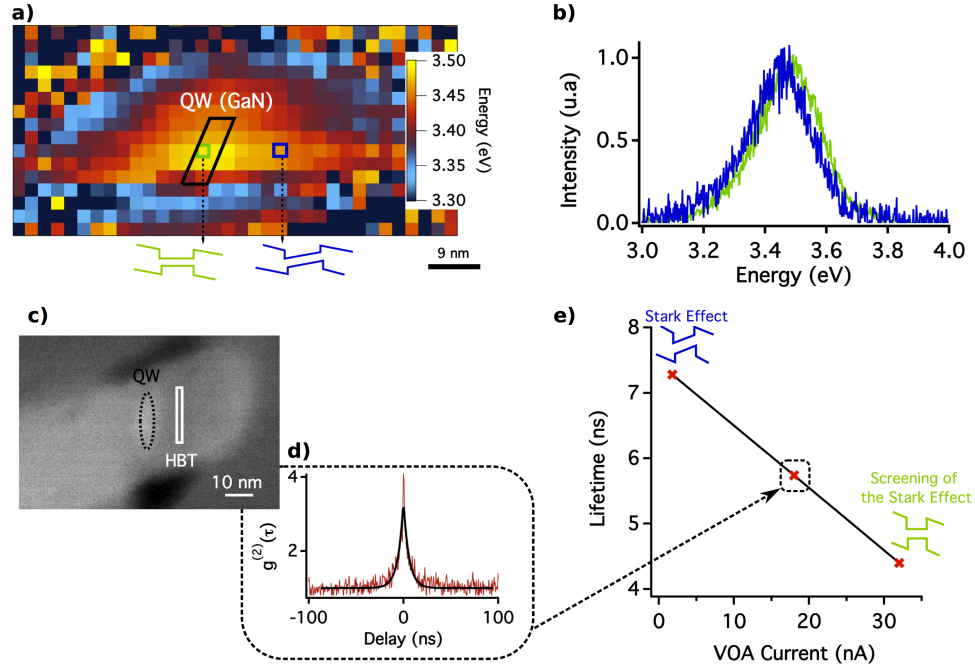 a)
QW (GaN)
3.50
3.45
3.40
3.35
3.30
Energy (eV)
9 nm
b)
Intensity (u.a)
1.0
0.5
0.0
3.0 3.2 3.4 3.6 3.8 4.0
Energy (eV)
c)
QW
HBT
10 nm
d)
g(2)(τ)
4
2
-100 0 100
Delay (ns)
e)
Stark Effect
Lifetime (ns)
8
7
6
5
4
Screening of
the Stark Effect
0 10 20 30
VOA Current (nA)